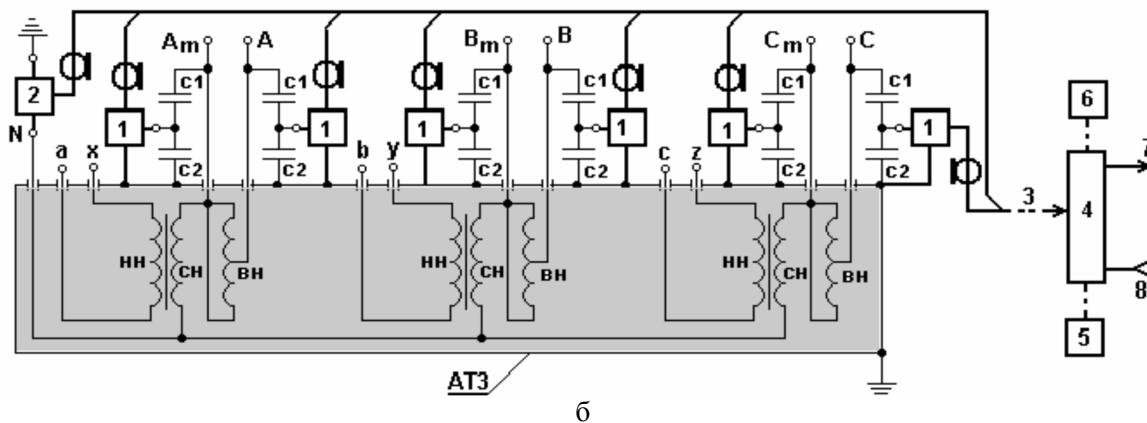 Am A Bm B Cm C
C1 C1 C1 C1 C1 C1
2 1 1 1 1 1 1 6
N a x b y c z
C2 C2 C2 C2 C2 C2
7
3 4
НН СН ВН НН СН ВН НН СН ВН
8
5
АТ3
б